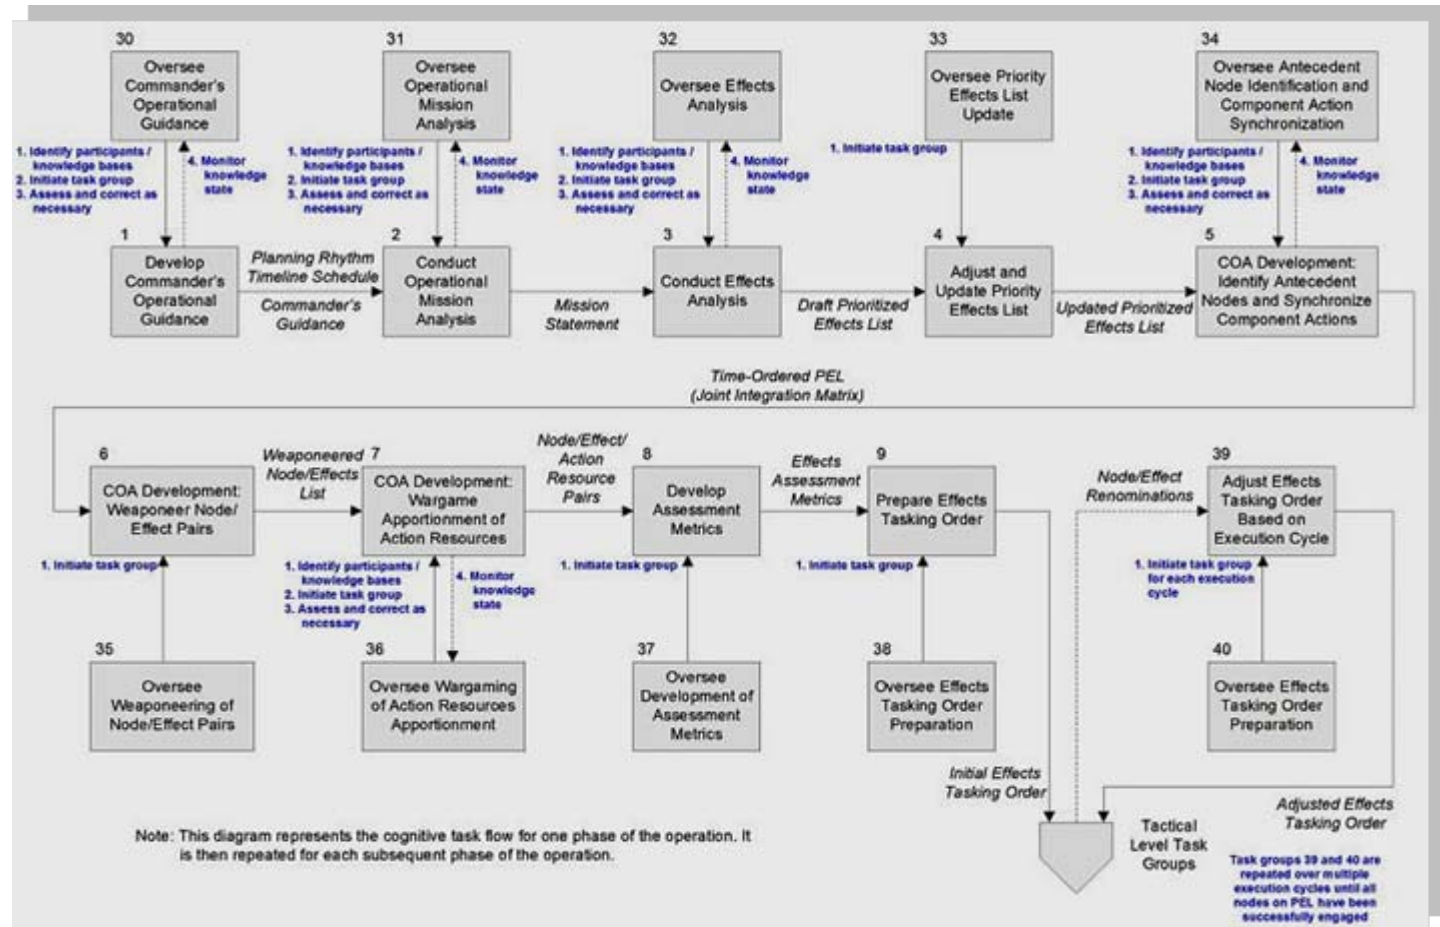 30
Oversee
Commander's
Operational
Guidance
31
Oversee
Operational
Mission
Analysis
32
Oversee Effects
Analysis
33
Oversee Priority
Effects List
Update
34
Oversee Antecedent
Node Identification and
Component Action
Synchronization
1. Identify participants /
knowledge bases
2. Initiate task group
3. Assess and correct as
necessary
4. Monitor
knowledge
state
1. Identify participants /
knowledge bases
2. Initiate task group
3. Assess and correct as
necessary
4. Monitor
knowledge
state
1. Identify participants /
knowledge bases
2. Initiate task group
3. Assess and correct as
necessary
4. Monitor
knowledge
state
1. Initiate task group
1. Identify participants /
knowledge bases
2. Initiate task group
3. Assess and correct as
necessary
4. Monitor
knowledge
state
1
Develop
Commander's
Operational
Guidance
Planning Rhythm
Timeline Schedule
Commander's
Guidance
2
Conduct
Operational
Mission
Analysis
Mission
Statement
3
Conduct Effects
Analysis
Draft Prioritized
Effects List
4
Adjust and
Update Priority
Effects List
Updated Prioritized
Effects List
5
COA Development:
Identify Antecedent
Nodes and Synchronize
Component Actions
Time-Ordered PEL
(Joint Integration Matrix)
6
COA Development:
Weaponeer Node/
Effect Pairs
Weaponeered
Node/Effects
List
7
COA Development:
Wargame
Apportionment of
Action Resources
Node/Effect/
Action
Resource
Pairs
8
Develop
Assessment
Metrics
Effects
Assessment
Metrics
9
Prepare Effects
Tasking Order
Node/Effect
Renominations
39
Adjust Effects
Tasking Order
Based on
Execution Cycle
1. Initiate task group
1. Identify participants /
knowledge bases
2. Initiate task group
3. Assess and correct as
necessary
4. Monitor
knowledge
state
1. Initiate task group
1. Initiate task group
1. Initiate task group
for each execution
cycle
35
Oversee
Weaponeering of
Node/Effect Pairs
36
Oversee Wargaming
of Action Resources
Apportionment
37
Oversee
Development of
Assessment
Metrics
38
Oversee Effects
Tasking Order
Preparation
40
Oversee Effects
Tasking Order
Preparation
Initial Effects
Tasking Order
Adjusted Effects
Tasking Order
Tactical
Level Task
Groups
Note: This diagram represents the cognitive task flow for one phase of the operation. It
is then repeated for each subsequent phase of the operation.
Task groups 39 and 40 are
repeated over multiple
execution cycles until all
nodes on PEL have been
successfully engaged